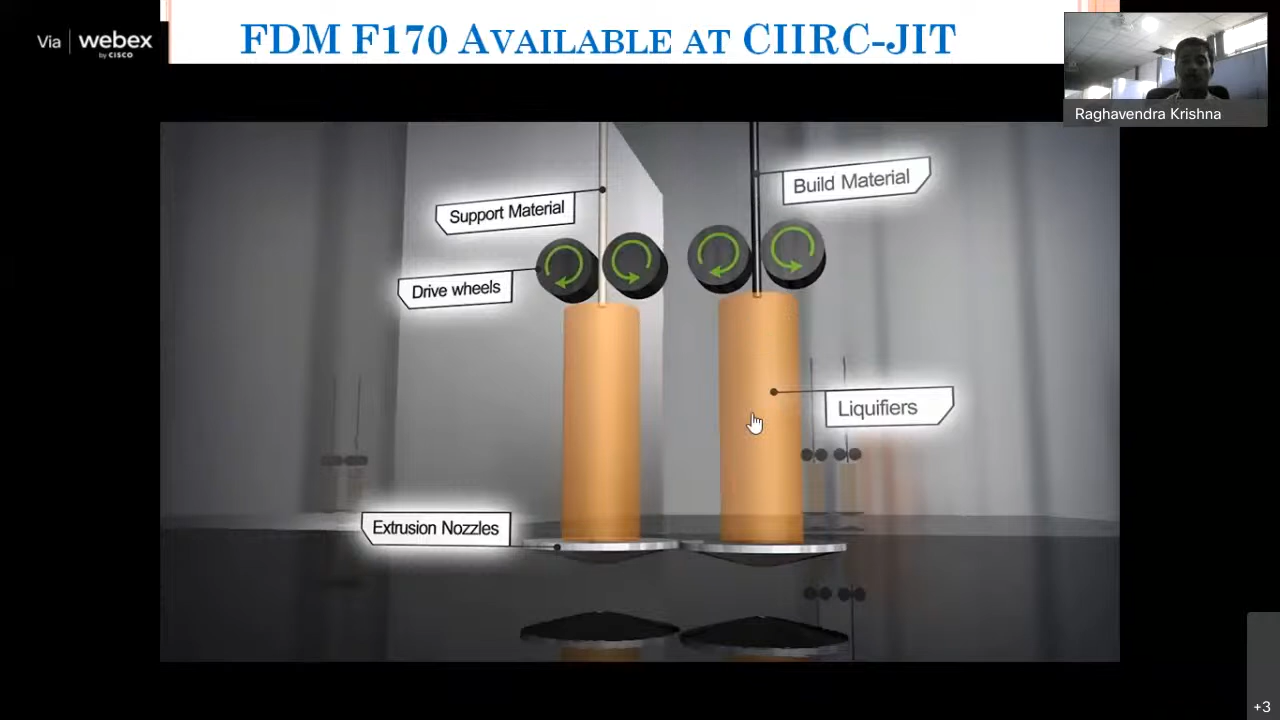 Via webex
by CISCO
FDM F170 AVAILABLE AT CIIRC-JIT
Raghavendra Krishna
Support Material
Build Material
Drive wheels
Liquifiers
Extrusion Nozzles
+3